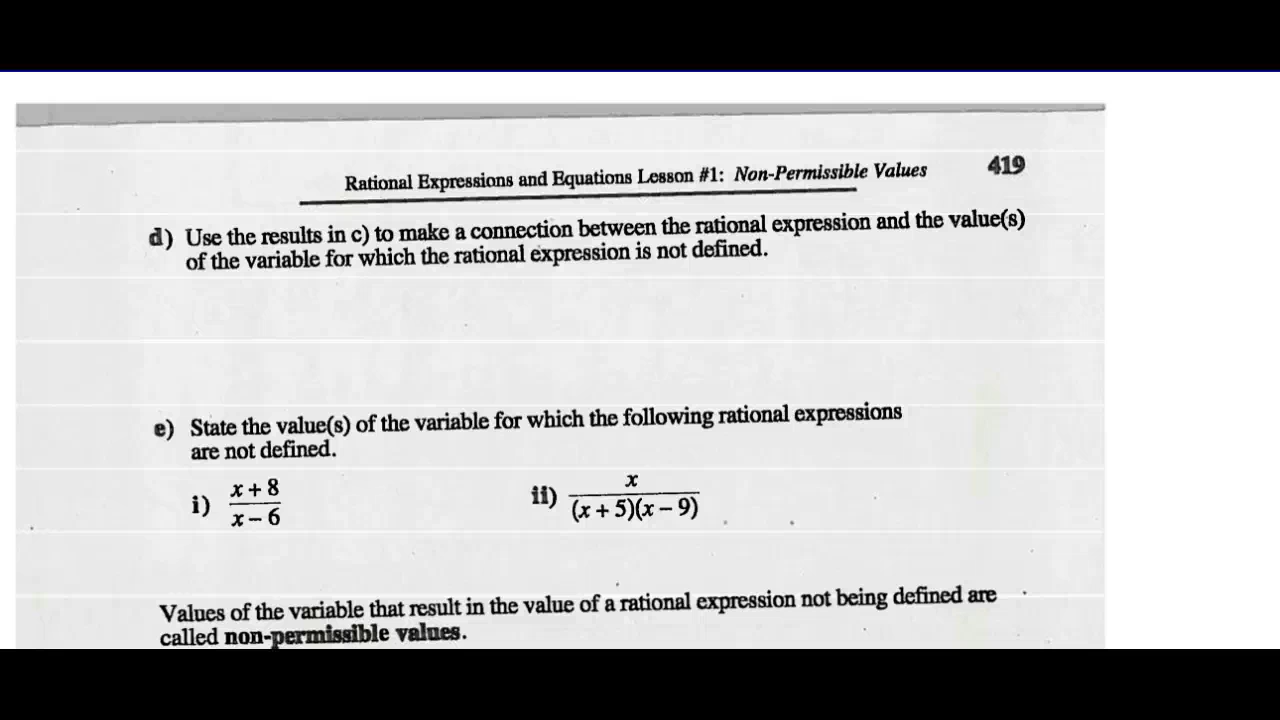 Rational Expressions and Equations Lesson #1: Non-Permissible Values 419
d) Use the results in c) to make a connection between the rational expression and the value(s)
of the variable for which the rational expression is not defined.
e) State the value(s) of the variable for which the following rational expressions
are not defined.
i) x + 8 / x – 6 ii) x / (x + 5)(x – 9)
Values of the variable that result in the value of a rational expression not being defined are
called non-permissible values.